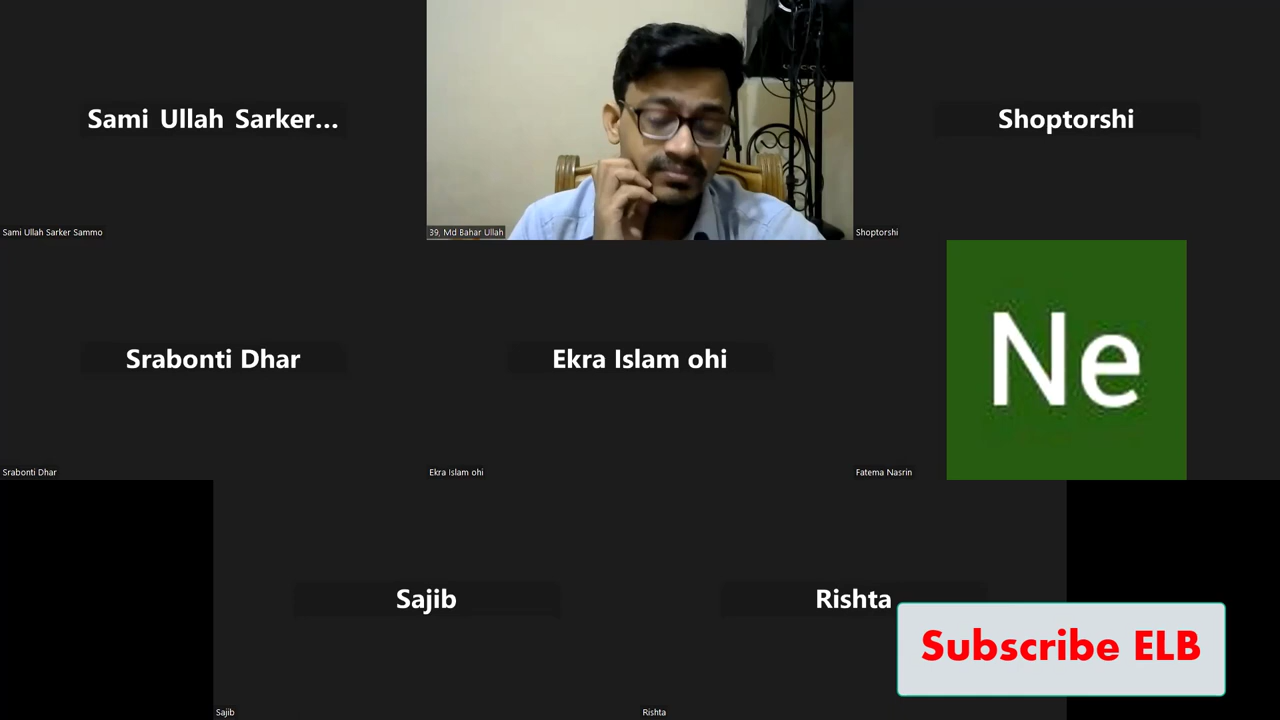 Sami Ullah Sarker...
Sami Ullah Sarker Sammo
39, Md Bahar Ullah
Shoptorshi
Shoptorshi
Srabonti Dhar
Srabonti Dhar
Ekra Islam ohi
Ekra Islam ohi
Ne
Fatema Nasrin
Sajib
Sajib
Rishta
Rishta
Subscribe ELB